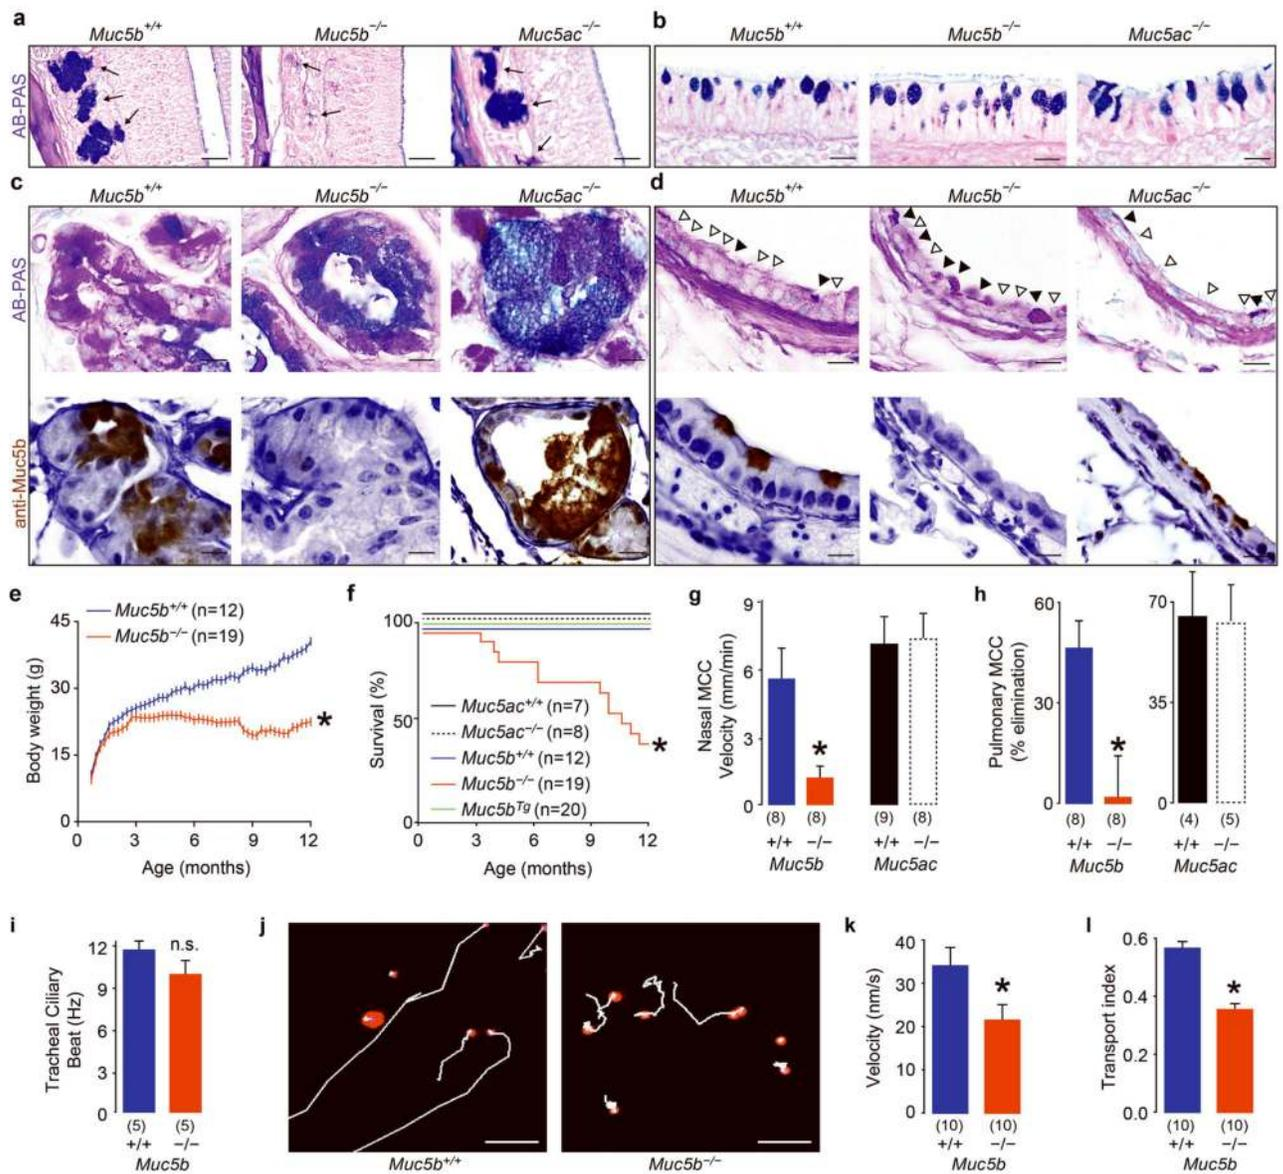 a
Muc5b+/+
Muc5b−/−
Muc5ac−/−
AB-PAS
b
Muc5b+/+
Muc5b−/−
Muc5ac−/−
c
Muc5b+/+
Muc5b−/−
Muc5ac−/−
AB-PAS
anti-Muc5b
d
Muc5b+/+
Muc5b−/−
Muc5ac−/−
e
Muc5b+/+ (n=12)
Muc5b−/− (n=19)
Body weight (g)
45
30
15
0
*
0 3 6 9 12
Age (months)
f
Survival (%)
100
50
0
Muc5ac+/+ (n=7)
Muc5ac−/− (n=8)
Muc5b+/+ (n=12)
Muc5b−/− (n=19)
Muc5bTg (n=20)
*
0 3 6 9 12
Age (months)
g
Nasal MCC
Velocity (mm/min)
9
6
3
0
*
(8) (8) (9) (8)
+/+ −/− +/+ −/−
Muc5b Muc5ac
h
Pulmonary MCC
(% elimination)
60
30
0
*
70
35
0
(8) (8) (4) (5)
+/+ −/− +/+ −/−
Muc5b Muc5ac
i
Tracheal Ciliary
Beat (Hz)
12
9
6
3
0
n.s.
(5) (5)
+/+ −/−
Muc5b
j
Muc5b+/+
Muc5b−/−
k
Velocity (nm/s)
40
30
20
10
0
*
(10) (10)
+/+ −/−
Muc5b
l
Transport index
0.6
0.4
0.2
0.0
*
(10) (10)
+/+ −/−
Muc5b